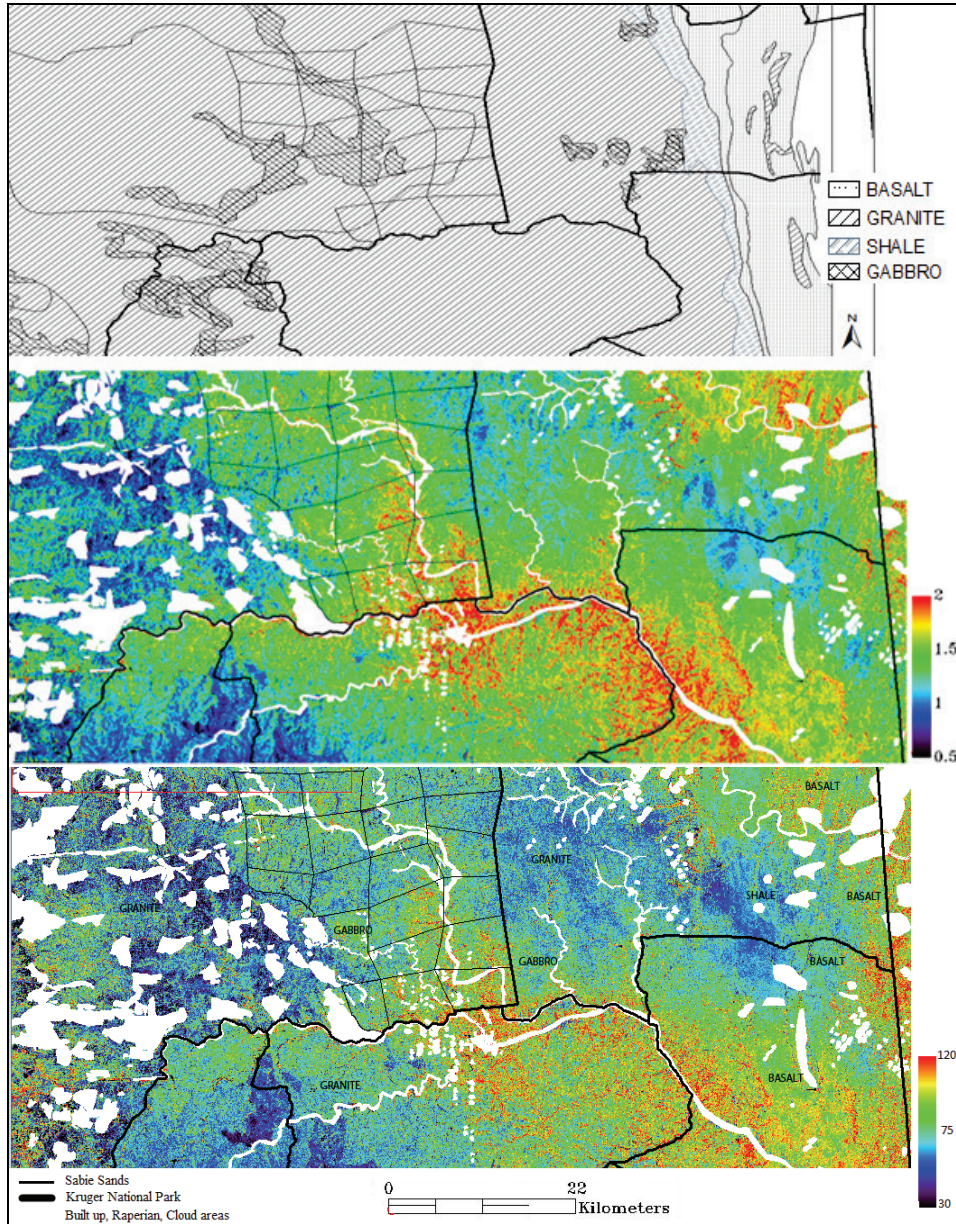 BASALT
GRANITE
SHALE
GABBRO
N
2
1.5
1
0.5
BASALT
GRANITE
SHALE
BASALT
GRANITE
GABBRO
GABBRO
BASALT
GRANITE
BASALT
120
75
30
Sabie Sands
Kruger National Park
Built up, Raperian, Cloud areas
0 22
Kilometers